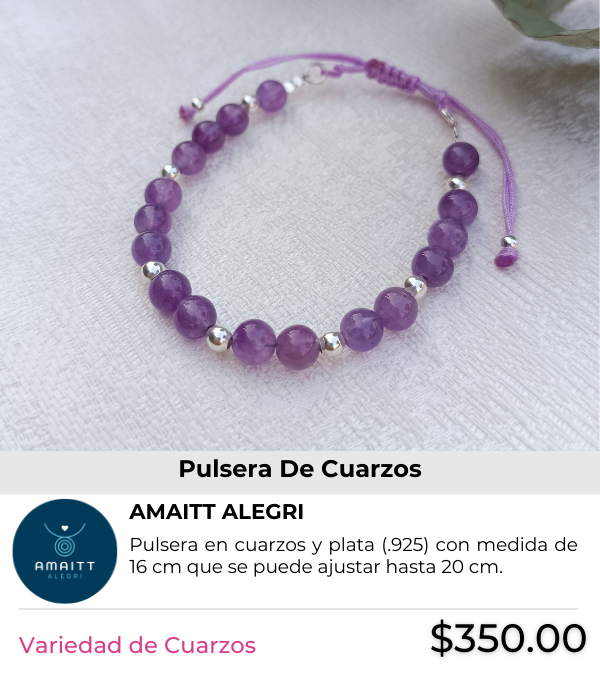 Pulsera De Cuarzos
AMAITT ALEGRI
AMAITT
ALEGRI
Pulsera en cuarzos y plata (.925) con medida de
16 cm que se puede ajustar hasta 20 cm.
Variedad de Cuarzos
$350.00